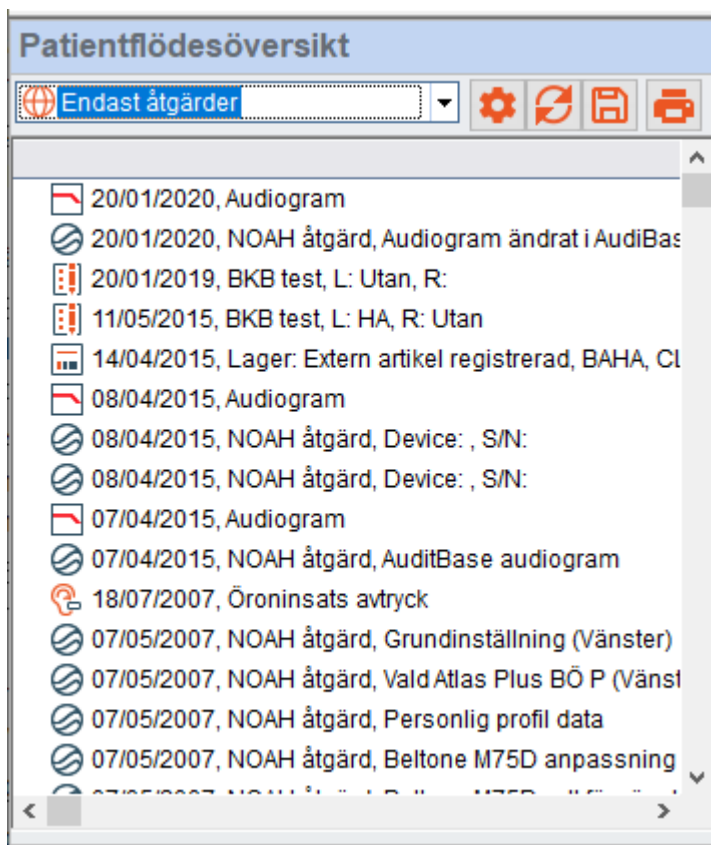 Patientflödesöversikt
Endast åtgärder
20/01/2020, Audiogram
20/01/2020, NOAH åtgärd, Audiogram ändrat i AudiBas
20/01/2019, BKB test, L: Utan, R:
11/05/2015, BKB test, L: HA, R: Utan
14/04/2015, Lager: Extern artikel registrerad, BAHA, CL
08/04/2015, Audiogram
08/04/2015, NOAH åtgärd, Device: , S/N:
08/04/2015, NOAH åtgärd, Device: , S/N:
07/04/2015, Audiogram
07/04/2015, NOAH åtgärd, AuditBase audiogram
18/07/2007, Öroninsats avtryck
07/05/2007, NOAH åtgärd, Grundinställning (Vänster)
07/05/2007, NOAH åtgärd, Vald Atlas Plus BÖ P (Vänst
07/05/2007, NOAH åtgärd, Personlig profil data
07/05/2007, NOAH åtgärd, Beltone M75D anpassning